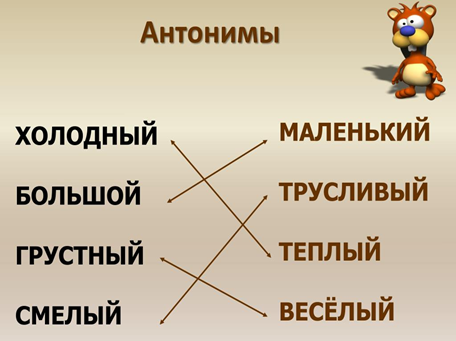 Антонимы
ХОЛОДНЫЙ
МАЛЕНЬКИЙ
БОЛЬШОЙ
ТРУСЛИВЫЙ
ГРУСТНЫЙ
ТЕПЛЫЙ
СМЕЛЫЙ
ВЕСЁЛЫЙ